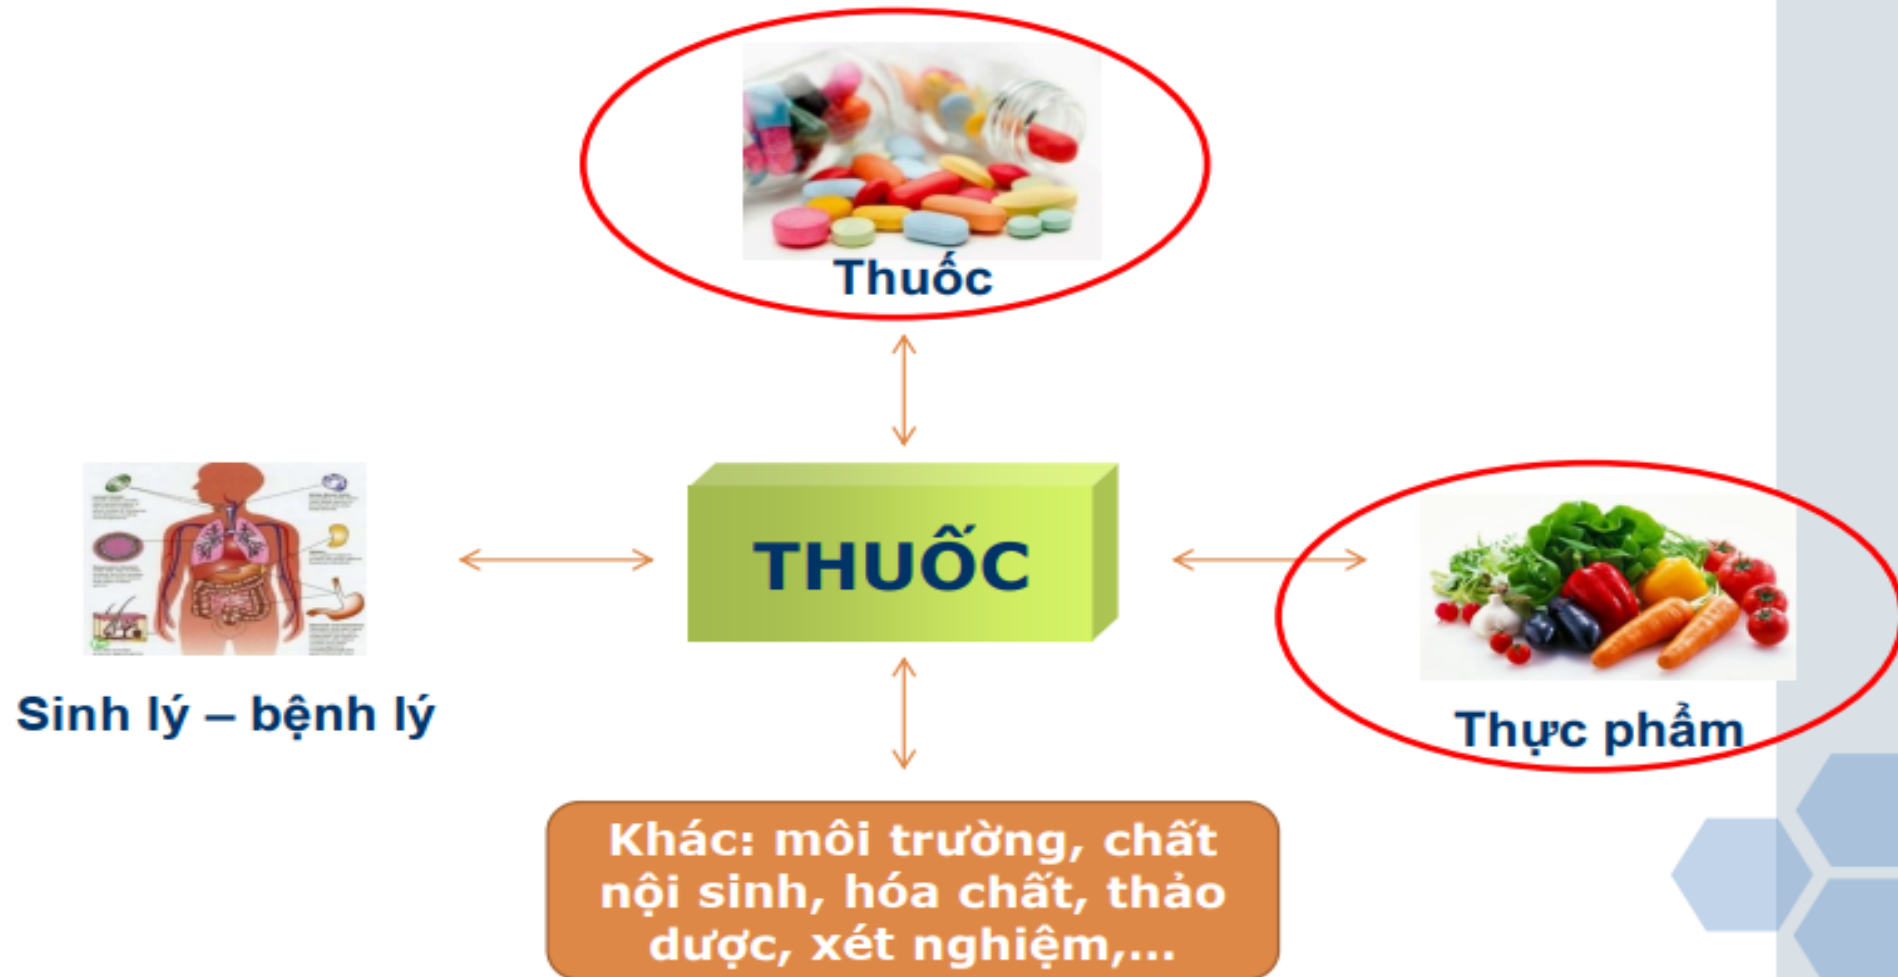 Thuốc
THUỐC
Sinh lý – bệnh lý
Thực phẩm
Khác: môi trường, chất
nội sinh, hóa chất, thảo
dược, xét nghiệm,...